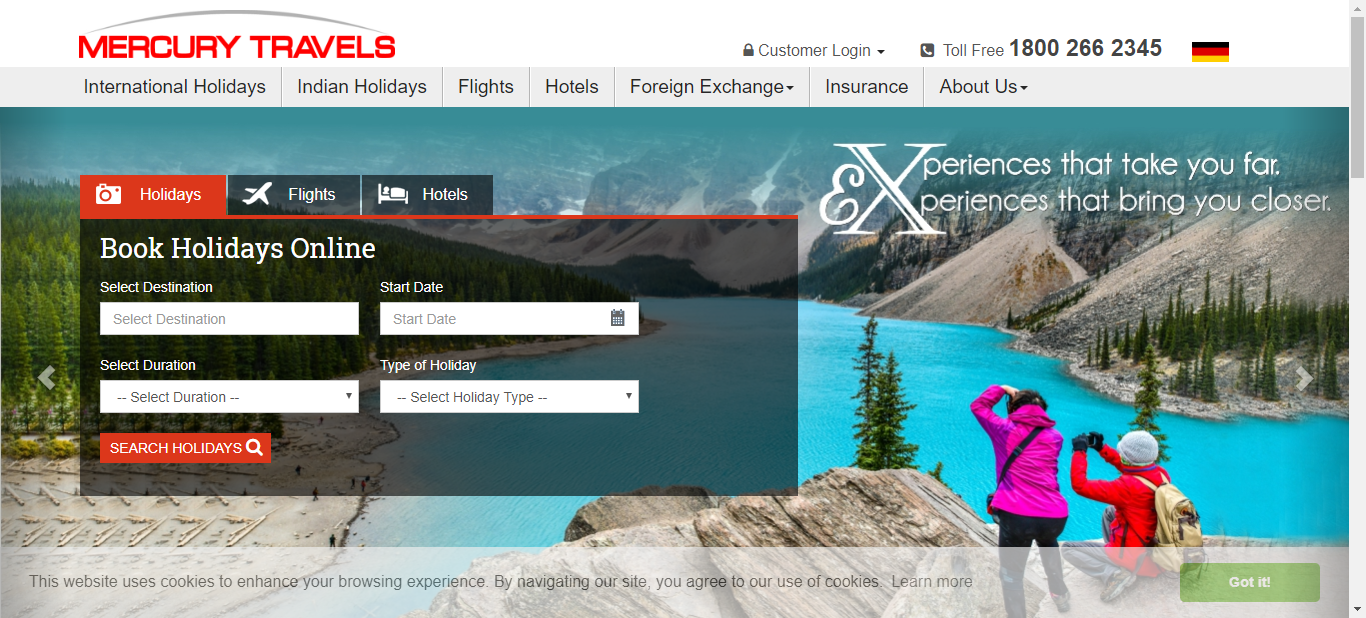 MERCURY TRAVELS
Customer Login
Toll Free 1800 266 2345
International Holidays
Indian Holidays
Flights
Hotels
Foreign Exchange
Insurance
About Us
eXperiences that take you far.
eXperiences that bring you closer.
Holidays
Flights
Hotels
Book Holidays Online
Select Destination
Start Date
Select Destination
Start Date
Select Duration
Type of Holiday
-- Select Duration --
-- Select Holiday Type --
SEARCH HOLIDAYS
This website uses cookies to enhance your browsing experience. By navigating our site, you agree to our use of cookies. Learn more
Got it!